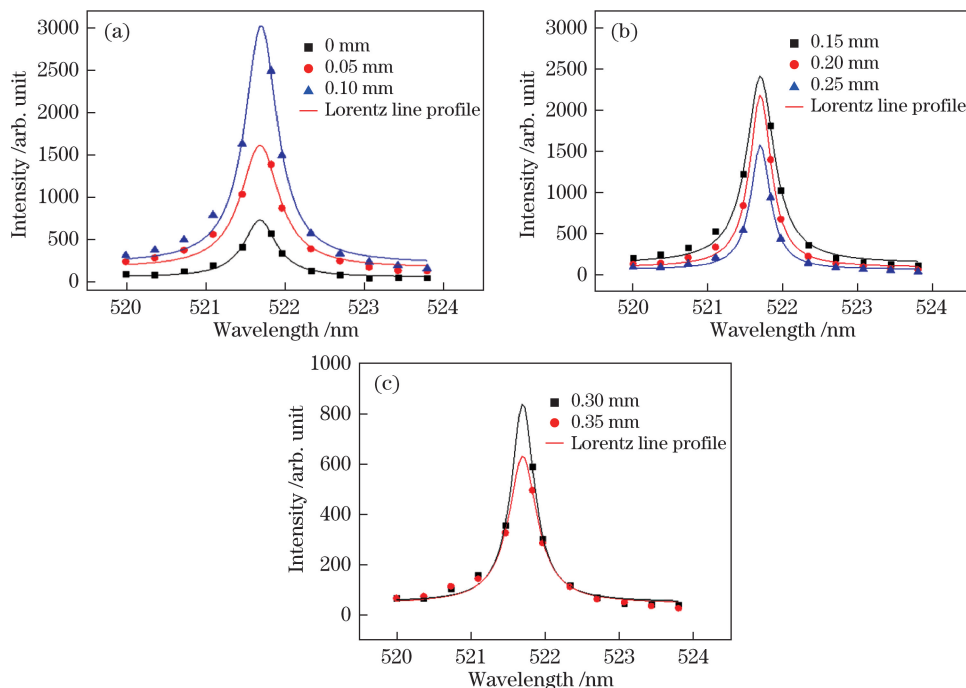 (a)
0 mm
0.05 mm
0.10 mm
Lorentz line profile
Intensity /arb. unit
3000
2500
1500
1000
500
0
520
521
522
523
524
Wavelength /nm
(b)
0.15 mm
0.20 mm
0.25 mm
Lorentz line profile
Intensity /arb. unit
3000
2500
2000
1500
1000
500
0
520
521
522
523
524
Wavelength /nm
(c)
0.30 mm
0.35 mm
Lorentz line profile
Intensity /arb. unit
1000
800
600
400
200
0
520
521
522
523
524
Wavelength /nm